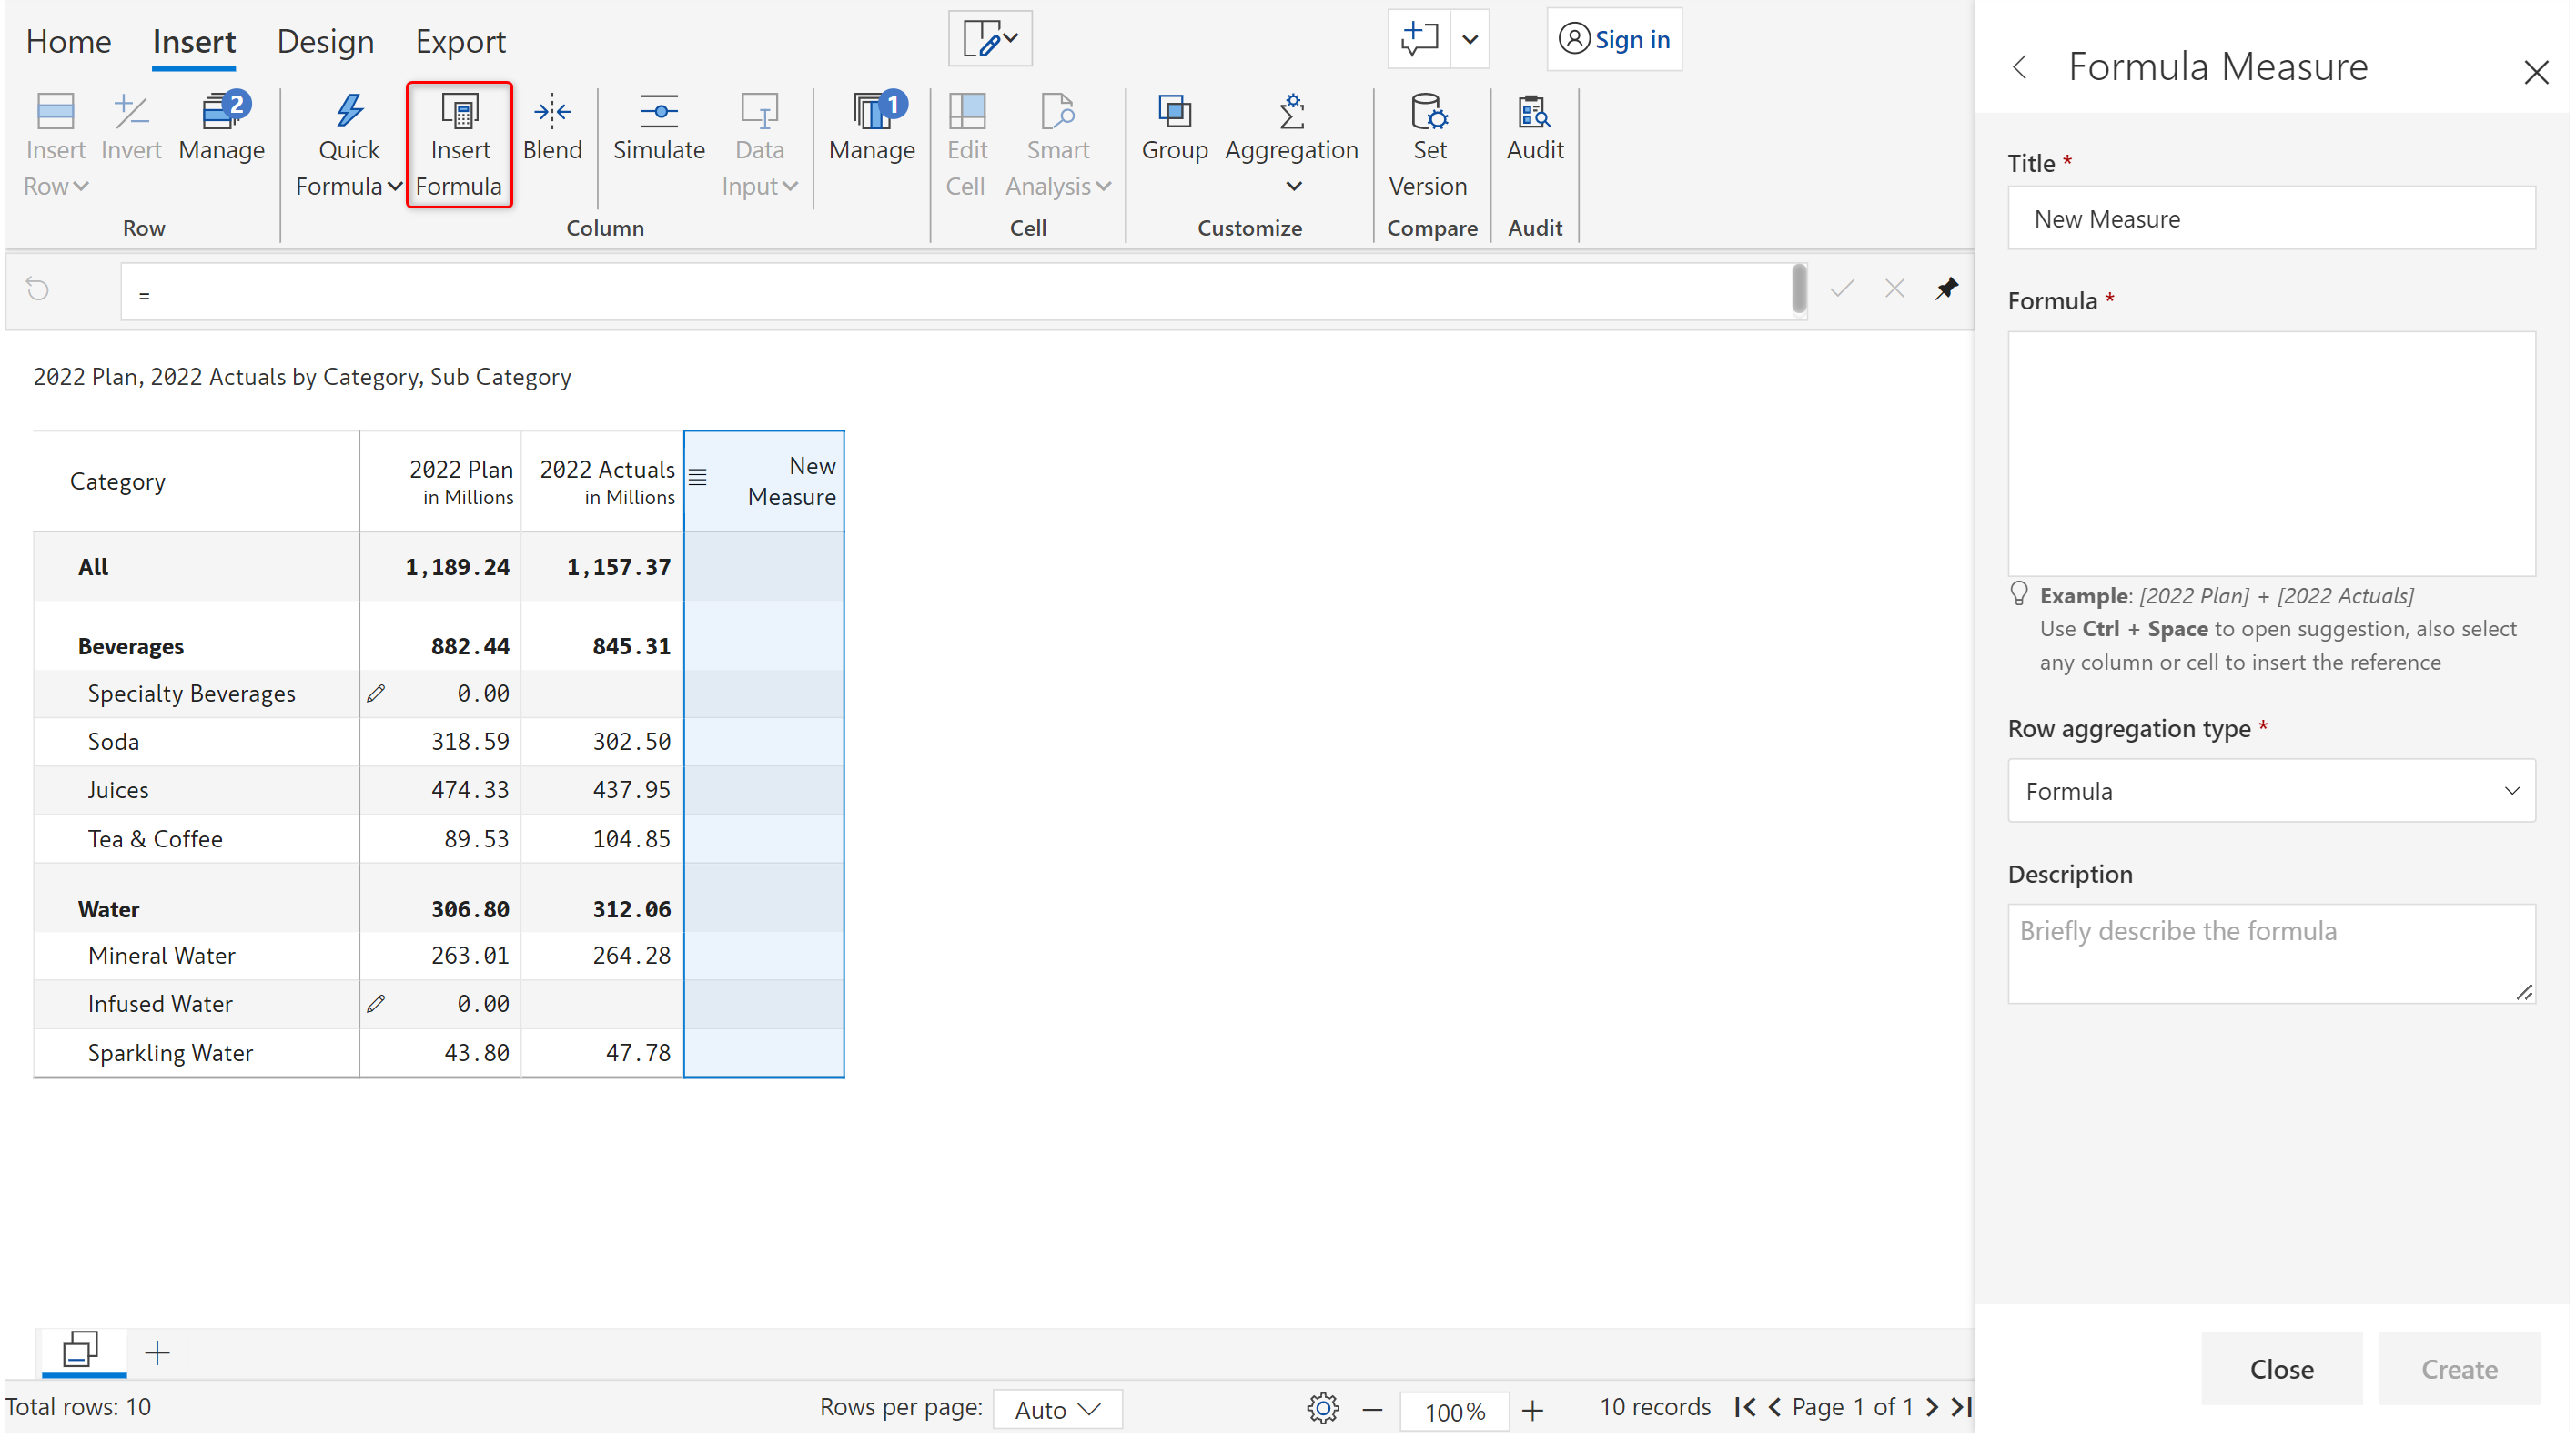 Home Insert Design Export Sign in
Insert Row
Invert
Manage 2
Row
Quick Formula
Insert Formula
Blend
Simulate
Data Input
Manage 1
Column
Edit Cell
Smart Analysis
Cell
Group
Aggregation
Customize
Set Version
Compare
Audit
Audit
=
2022 Plan, 2022 Actuals by Category, Sub Category
Category 2022 Plan in Millions 2022 Actuals in Millions New Measure
All 1,189.24 1,157.37
Beverages 882.44 845.31
Specialty Beverages 0.00
Soda 318.59 302.50
Juices 474.33 437.95
Tea & Coffee 89.53 104.85
Water 306.80 312.06
Mineral Water 263.01 264.28
Infused Water 0.00
Sparkling Water 43.80 47.78
Total rows: 10 Rows per page: Auto 100% 10 records Page 1 of 1
Formula Measure
Title *
New Measure
Formula *
Example: [2022 Plan] + [2022 Actuals]
Use Ctrl + Space to open suggestion, also select
any column or cell to insert the reference
Row aggregation type *
Formula
Description
Briefly describe the formula
Close Create